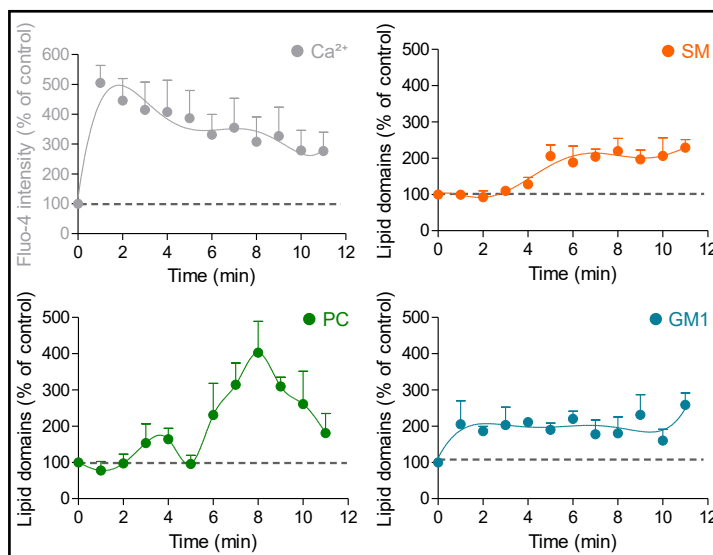 Ca²⁺
Fluo-4 intensity (% of control)
600
500
400
300
200
100
0
0 2 4 6 8 10 12
Time (min)
SM
Lipid domains (% of control)
500
400
300
200
100
0
0 2 4 6 8 10 12
Time (min)
PC
Lipid domains (% of control)
500
400
300
200
100
0
0 2 4 6 8 10 12
Time (min)
GM1
Lipid domains (% of control)
500
400
300
200
100
0
0 2 4 6 8 10 12
Time (min)